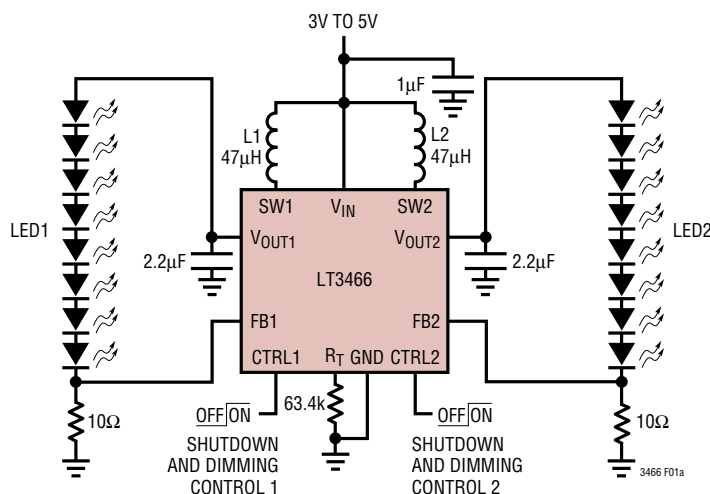 3V TO 5V
1µF
L1
47µH
L2
47µH
SW1
VIN
SW2
LED1
VOUT1
VOUT2
LED2
2.2µF
LT3466
2.2µF
FB1
FB2
CTRL1
RT
GND
CTRL2
10Ω
OFF ON
63.4k
OFF ON
10Ω
SHUTDOWN
AND DIMMING
CONTROL 1
SHUTDOWN
AND DIMMING
CONTROL 2
3466 F01a